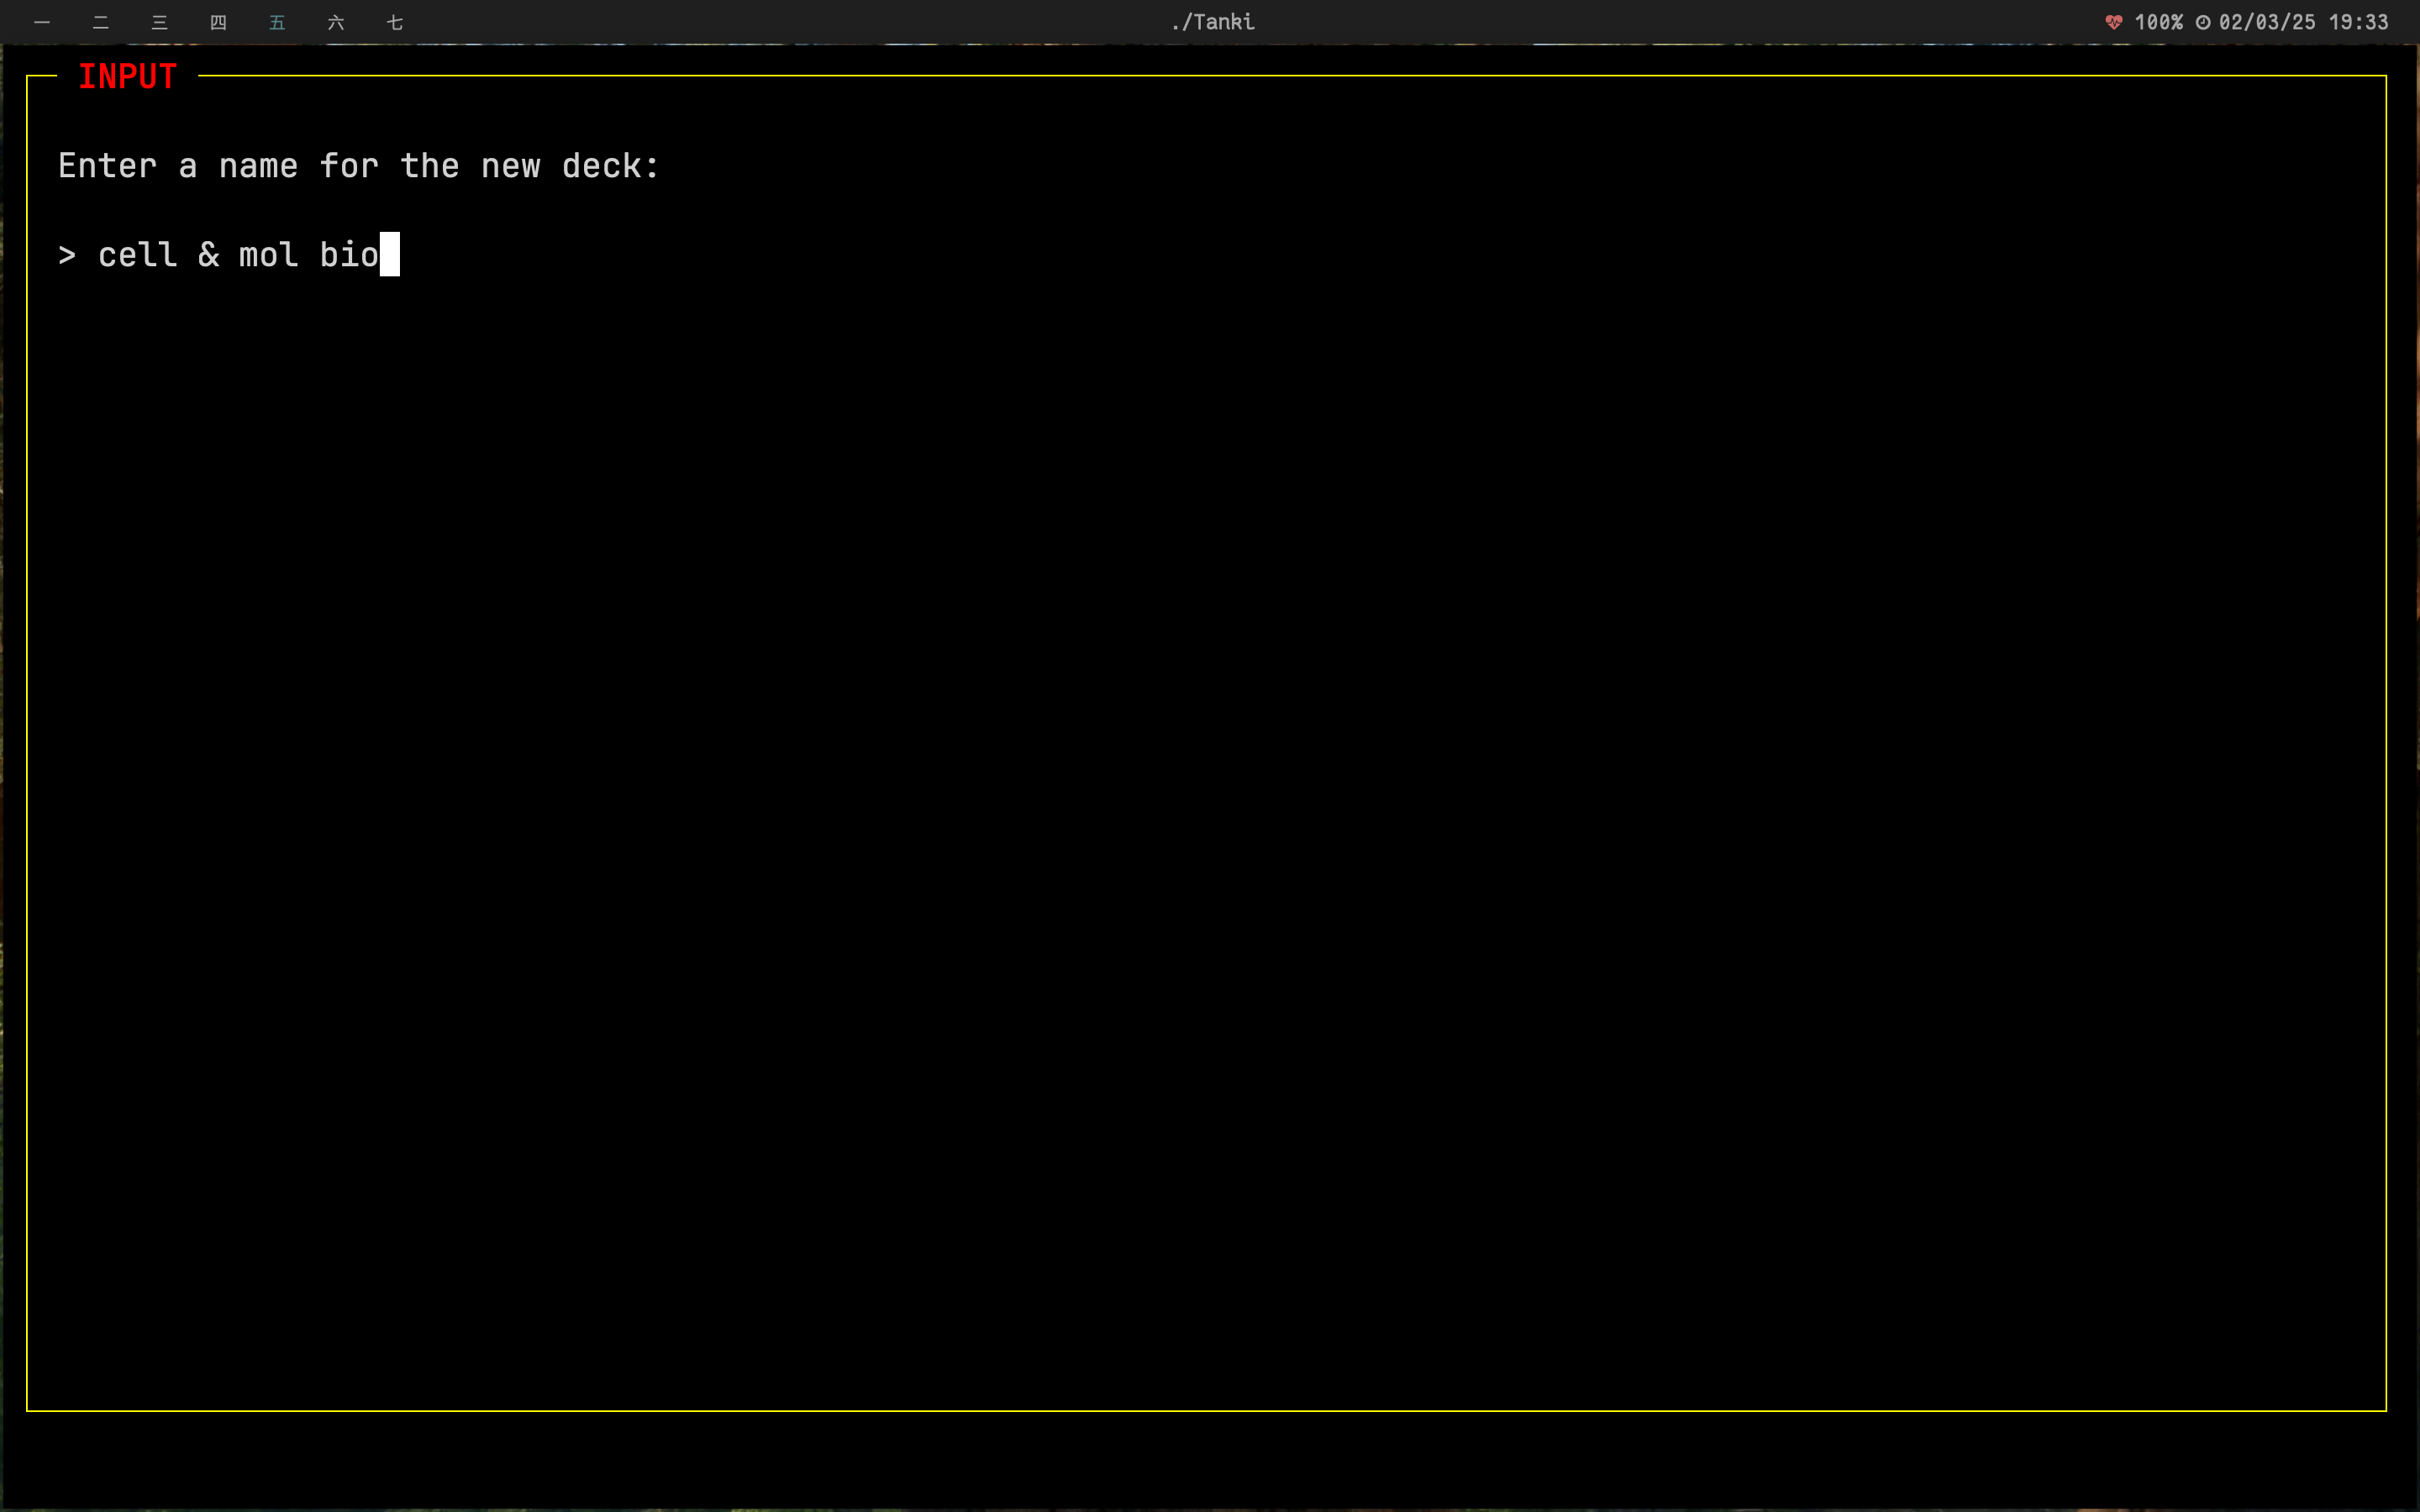 一 二 三 四 五 六 七 ./Tanki 100% 02/03/25 19:33
INPUT
Enter a name for the new deck:
> cell & mol bio